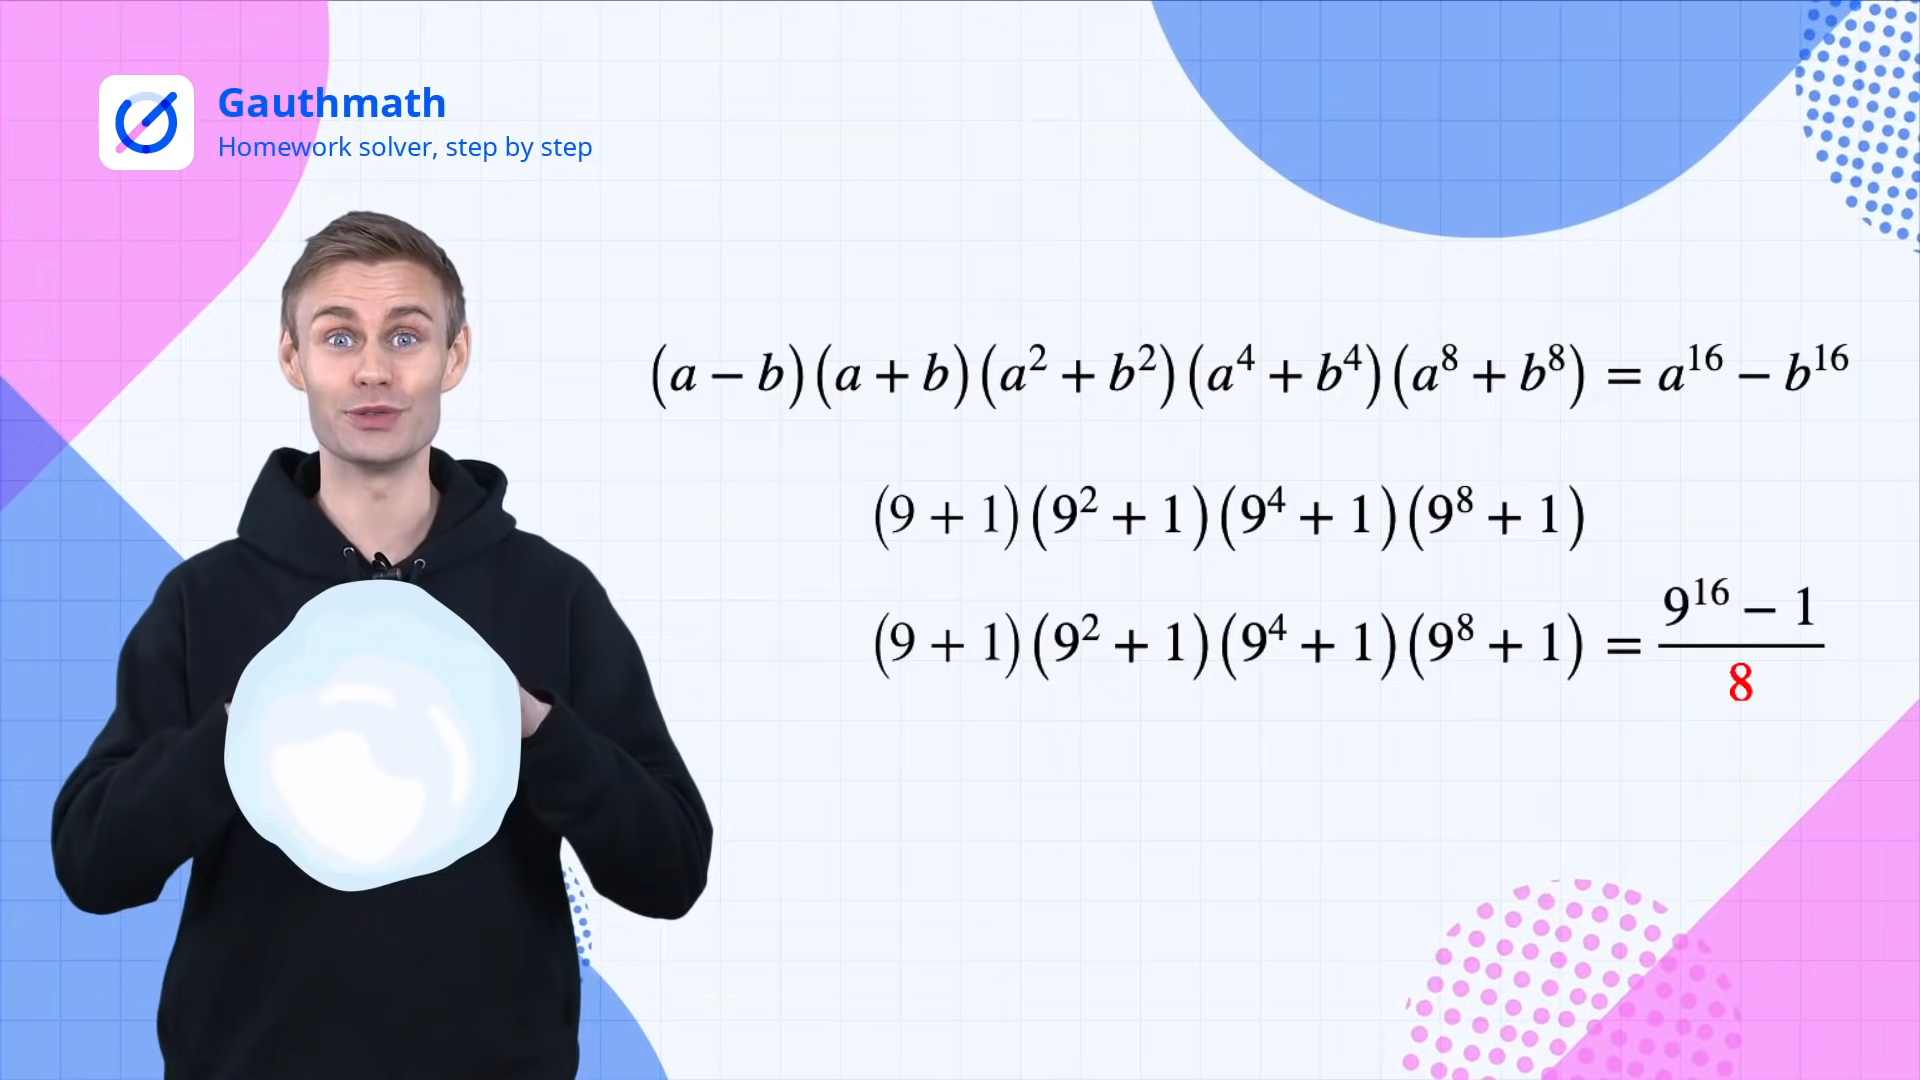 Gauthmath
Homework solver, step by step
(a − b)(a + b)(a² + b²)(a⁴ + b⁴)(a⁸ + b⁸) = a¹⁶ − b¹⁶
(9 + 1)(9² + 1)(9⁴ + 1)(9⁸ + 1)
(9 + 1)(9² + 1)(9⁴ + 1)(9⁸ + 1) = (9¹⁶ − 1)/8